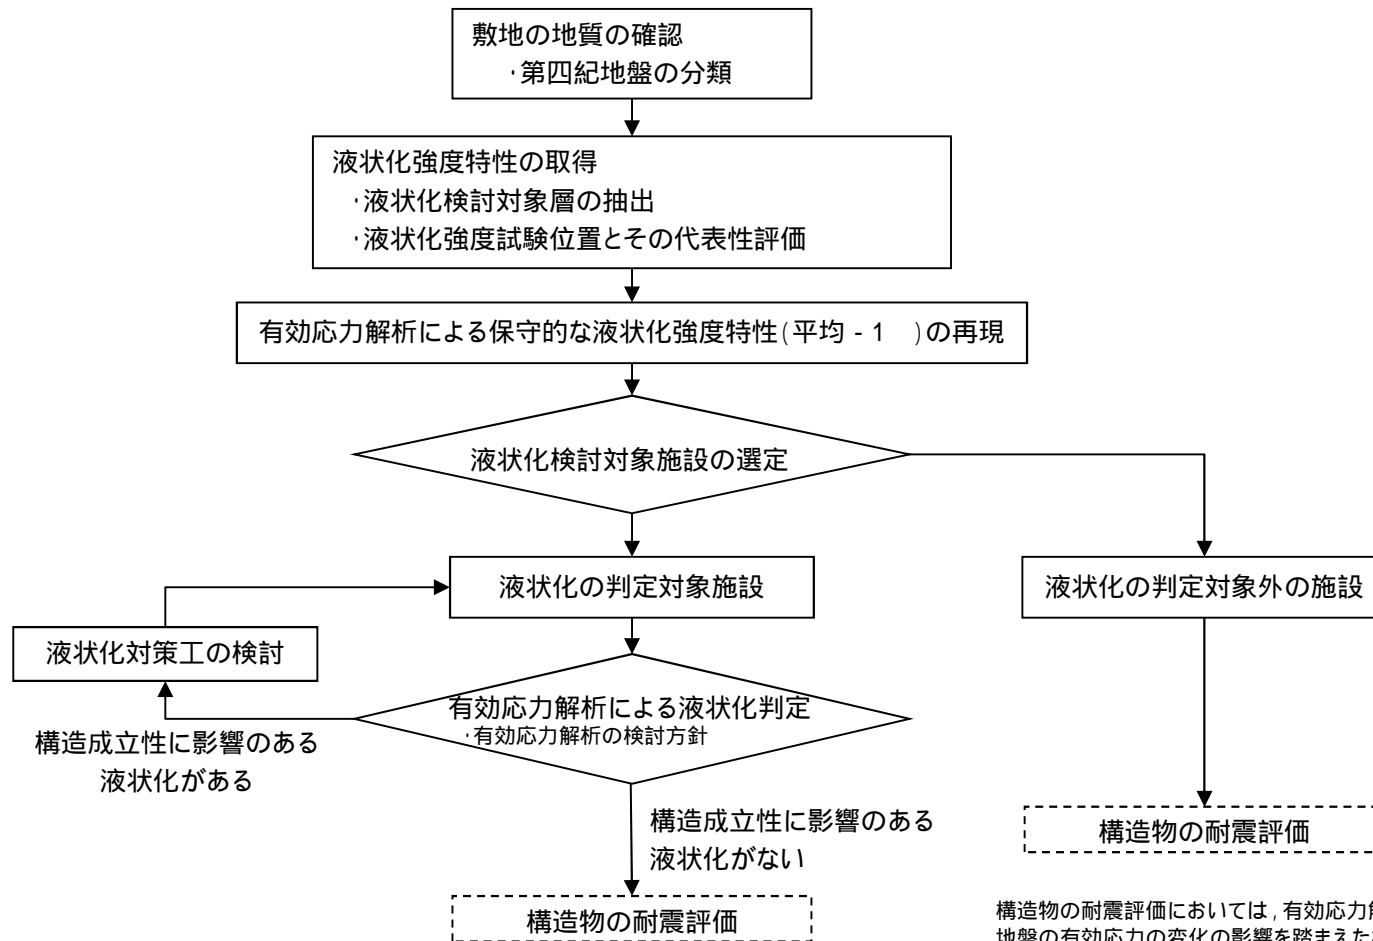 敷地の地質の確認
・第四紀地盤の分類
液状化強度特性の取得
・液状化検討対象層の抽出
・液状化強度試験位置とその代表性評価
有効応力解析による保守的な液状化強度特性(平均 - 1　)の再現
液状化検討対象施設の選定
液状化の判定対象施設
液状化の判定対象外の施設
液状化対策工の検討
有効応力解析による液状化判定
・有効応力解析の検討方針
構造成立性に影響のある
液状化がある
構造成立性に影響のある
液状化がない
構造物の耐震評価
構造物の耐震評価
構造物の耐震評価においては,有効応力
地盤の有効応力の変化の影響を踏まえた